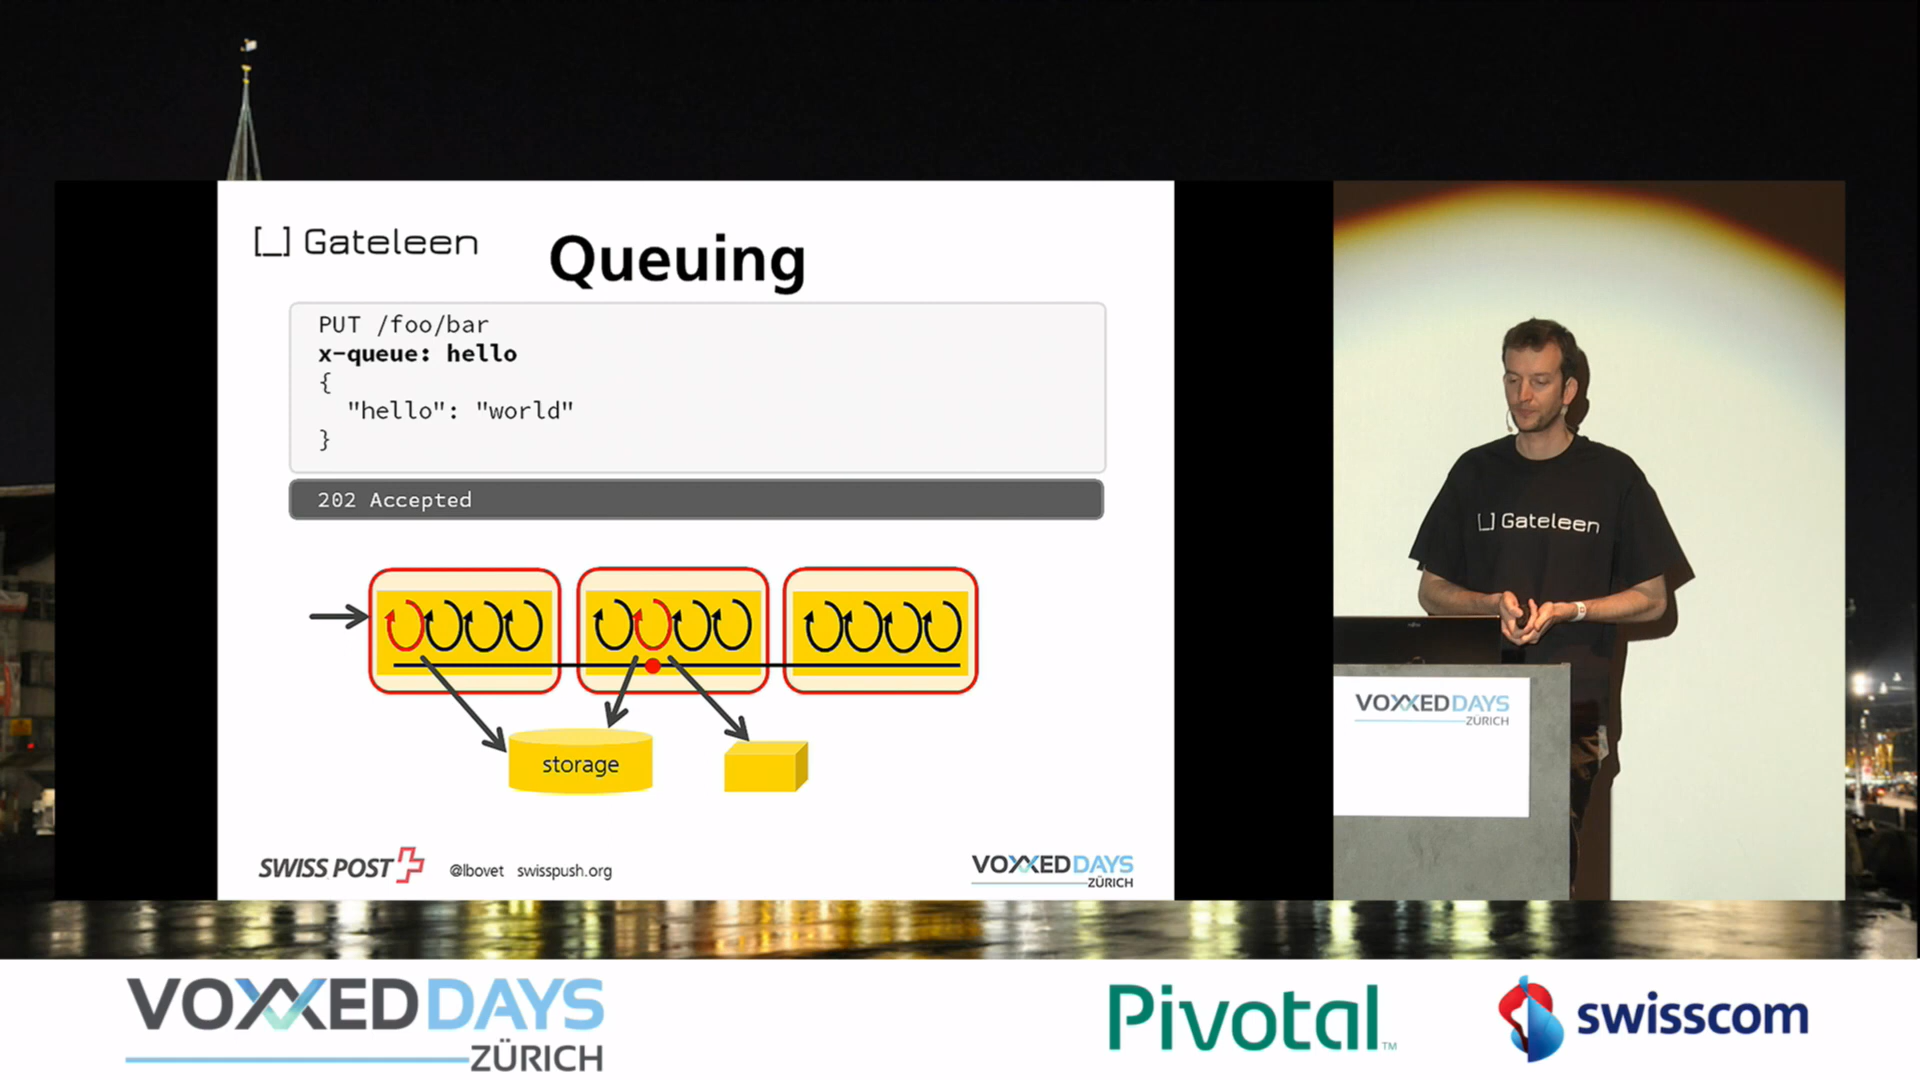 [_] Gateleen
Queuing
PUT /foo/bar
x-queue: hello
{
"hello": "world"
}
202 Accepted
storage
SWISS POST
@lbovet swisspush.org
VOXXED DAYS
ZÜRICH
[_] Gateleen
VOXXED DAYS
ZÜRICH
VOXXED DAYS
ZÜRICH
Pivotal™
swisscom